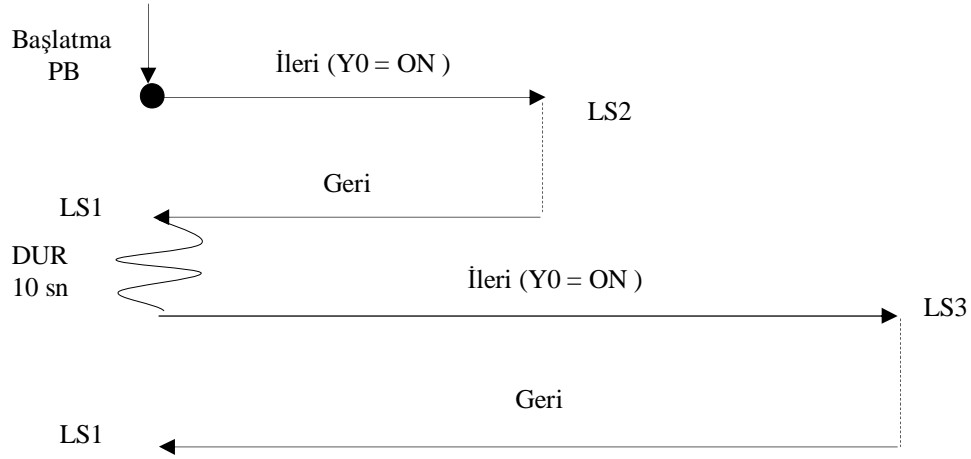 Başlatma
PB
İleri (Y0 = ON )
LS2
Geri
LS1
DUR
10 sn
İleri (Y0 = ON )
LS3
Geri
LS1